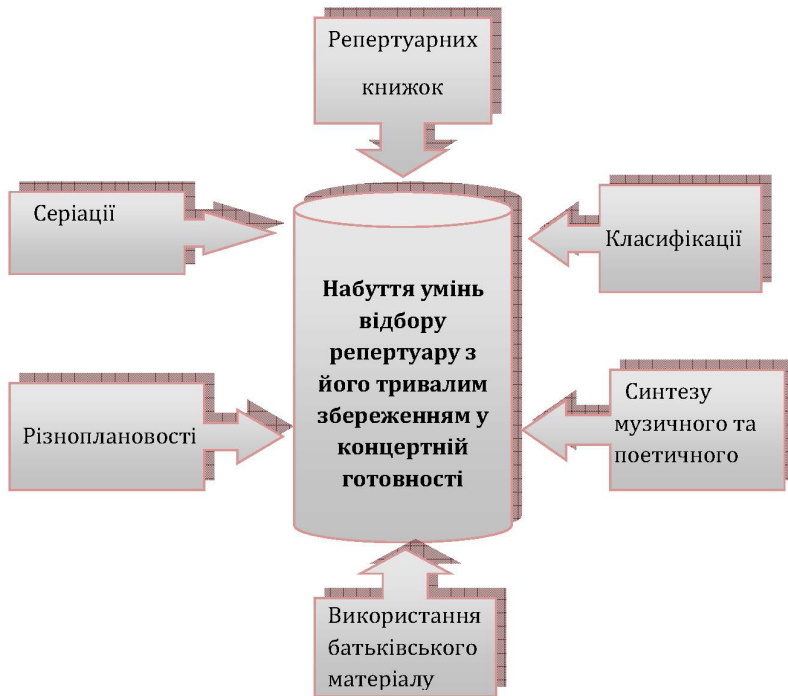 Репертуарних
книжок
Серіації
Класифікації
Набуття умінь
відбору
репертуару з
його тривалим
збереженням у
концертній
готовності
Різноплановості
Синтезу
музичного та
поетичного
Використання
батьківського
матеріалу